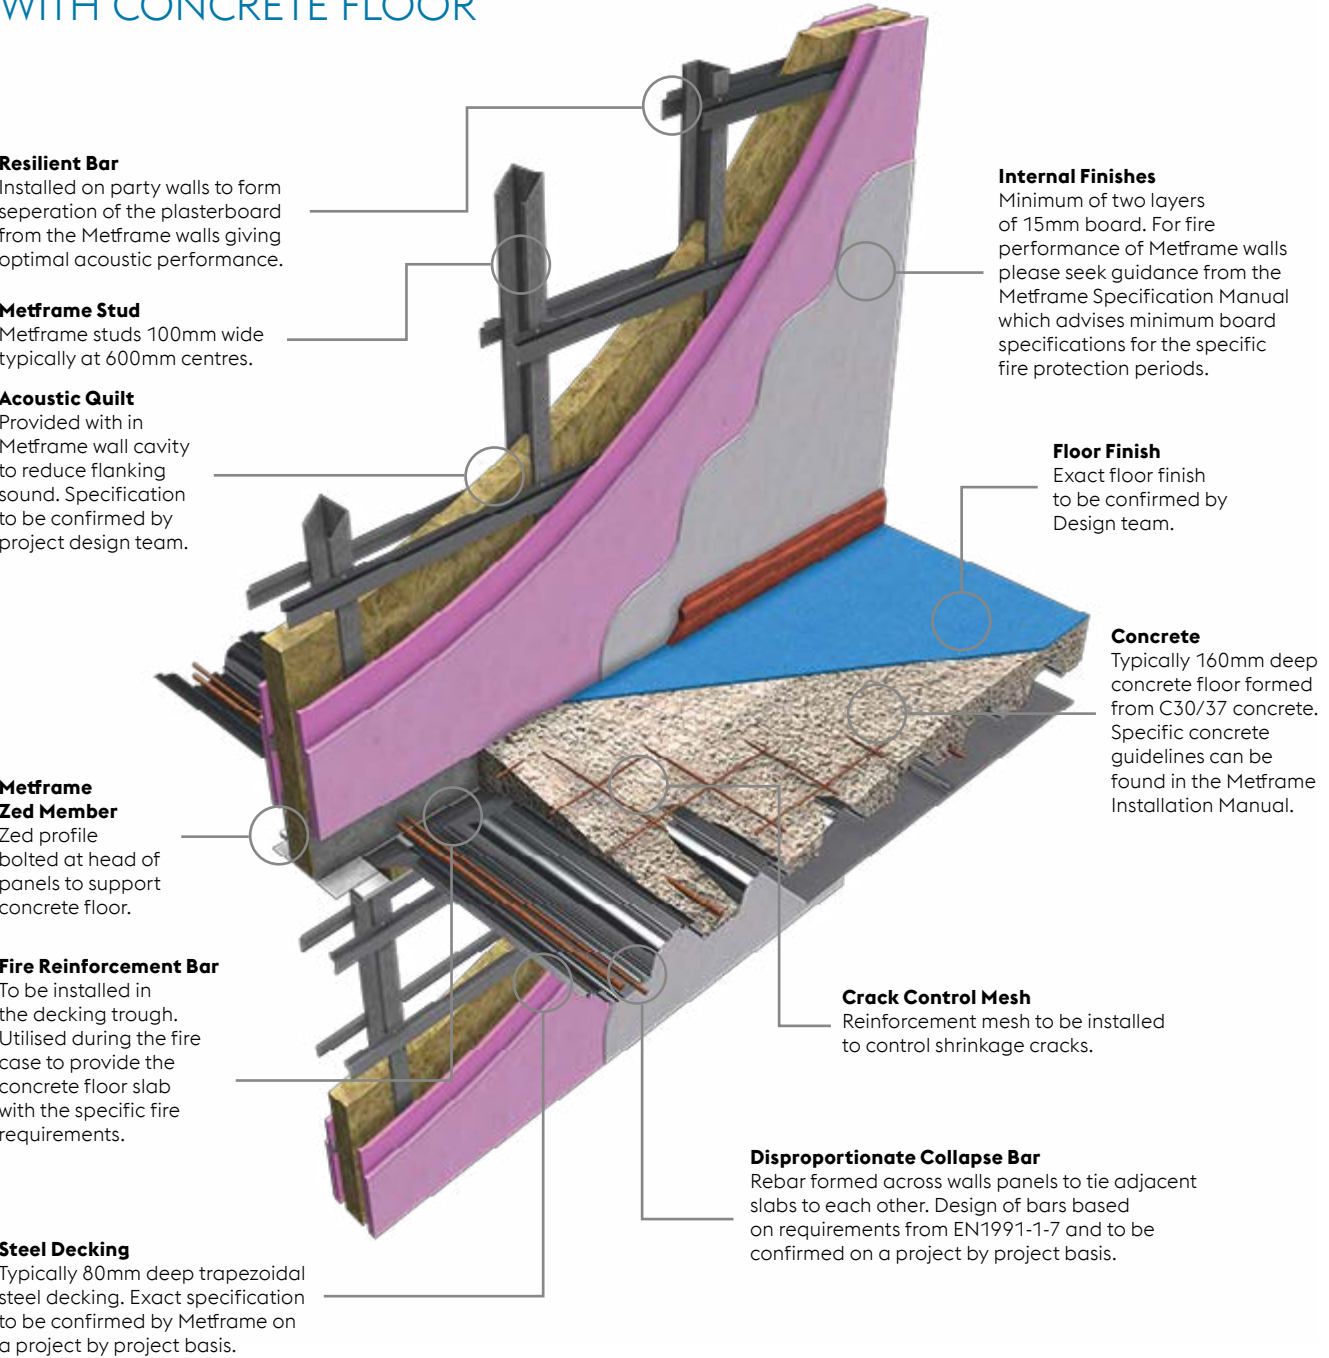 WITH CONCRETE FLOOR
Resilient Bar
Installed on party walls to form
seperation of the plasterboard
from the Metframe walls giving
optimal acoustic performance.
Metframe Stud
Metframe studs 100mm wide
typically at 600mm centres.
Acoustic Quilt
Provided with in
Metframe wall cavity
to reduce flanking
sound. Specification
to be confirmed by
project design team.
Metframe
Zed Member
Zed profile
bolted at head of
panels to support
concrete floor.
Fire Reinforcement Bar
To be installed in
the decking trough.
Utilised during the fire
case to provide the
concrete floor slab
with the specific fire
requirements.
Steel Decking
Typically 80mm deep trapezoidal
steel decking. Exact specification
to be confirmed by Metframe on
a project by project basis.
Internal Finishes
Minimum of two layers
of 15mm board. For fire
performance of Metframe walls
please seek guidance from the
Metframe Specification Manual
which advises minimum board
specifications for the specific
fire protection periods.
Floor Finish
Exact floor finish
to be confirmed by
Design team.
Concrete
Typically 160mm deep
concrete floor formed
from C30/37 concrete.
Specific concrete
guidelines can be
found in the Metframe
Installation Manual.
Crack Control Mesh
Reinforcement mesh to be installed
to control shrinkage cracks.
Disproportionate Collapse Bar
Rebar formed across walls panels to tie adjacent
slabs to each other. Design of bars based
on requirements from EN1991-1-7 and to be
confirmed on a project by project basis.